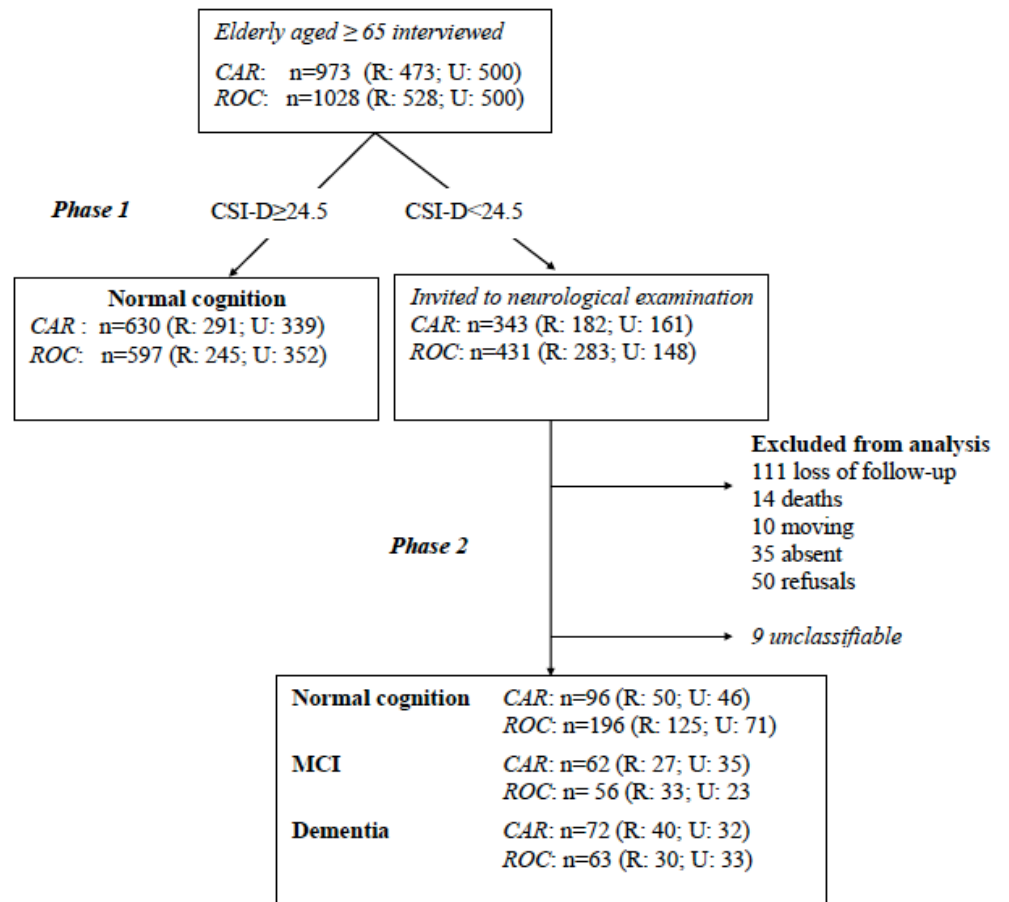 Elderly aged ≥ 65 interviewed
CAR: n=973 (R: 473; U: 500)
ROC: n=1028 (R: 528; U: 500)
Phase 1
CSI-D≥24.5
CSI-D<24.5
Normal cognition
CAR : n=630 (R: 291; U: 339)
ROC: n=597 (R: 245; U: 352)
Invited to neurological examination
CAR: n=343 (R: 182; U: 161)
ROC: n=431 (R: 283; U: 148)
Excluded from analysis
111 loss of follow-up
14 deaths
10 moving
35 absent
50 refusals
Phase 2
9 unclassifiable
Normal cognition CAR: n=96 (R: 50; U: 46)
ROC: n=196 (R: 125; U: 71)
MCI CAR: n=62 (R: 27; U: 35)
ROC: n= 56 (R: 33; U: 23
Dementia CAR: n=72 (R: 40; U: 32)
ROC: n=63 (R: 30; U: 33)